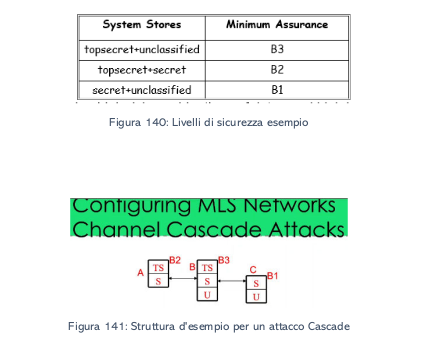 System Stores Minimum Assurance
topsecret+unclassified B3
topsecret+secret B2
secret+unclassified B1
Figura 140: Livelli di sicurezza esempio
Configuring MLS Networks
Channel Cascade Attacks
A TS S B2 B TS S U B3 C S U B1
Figura 141: Struttura d'esempio per un attacco Cascade